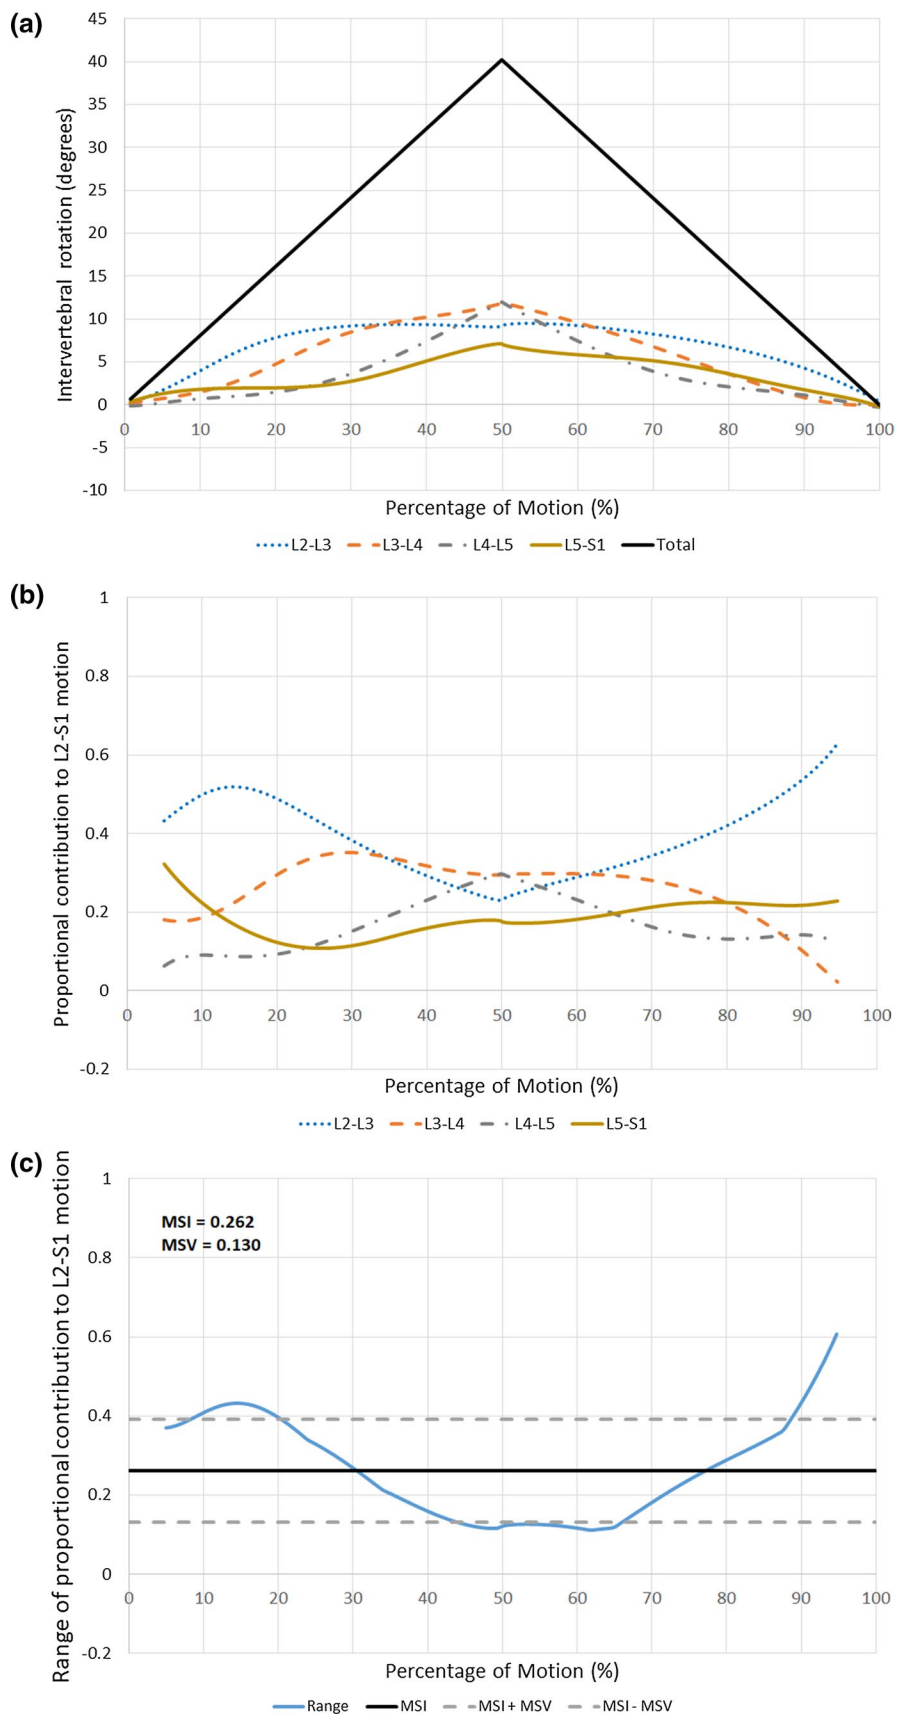 (a)
Intervertebral rotation (degrees)
45
40
35
30
25
20
15
10
5
0
-5
-10
0 10 20 30 40 50 60 70 80 90 100
Percentage of Motion (%)
L2-L3 L3-L4 L4-L5 L5-S1 Total
(b)
Proportional contribution to L2-S1 motion
1
0.8
0.6
0.4
0.2
0
-0.2
0 10 20 30 40 50 60 70 80 90 100
Percentage of Motion (%)
L2-L3 L3-L4 L4-L5 L5-S1
(c)
Range of proportional contribution to L2-S1 motion
1
0.8
0.6
0.4
0.2
0
-0.2
MSI = 0.262
MSV = 0.130
0 10 20 30 40 50 60 70 80 90 100
Percentage of Motion (%)
Range MSI MSI + MSV MSI - MSV